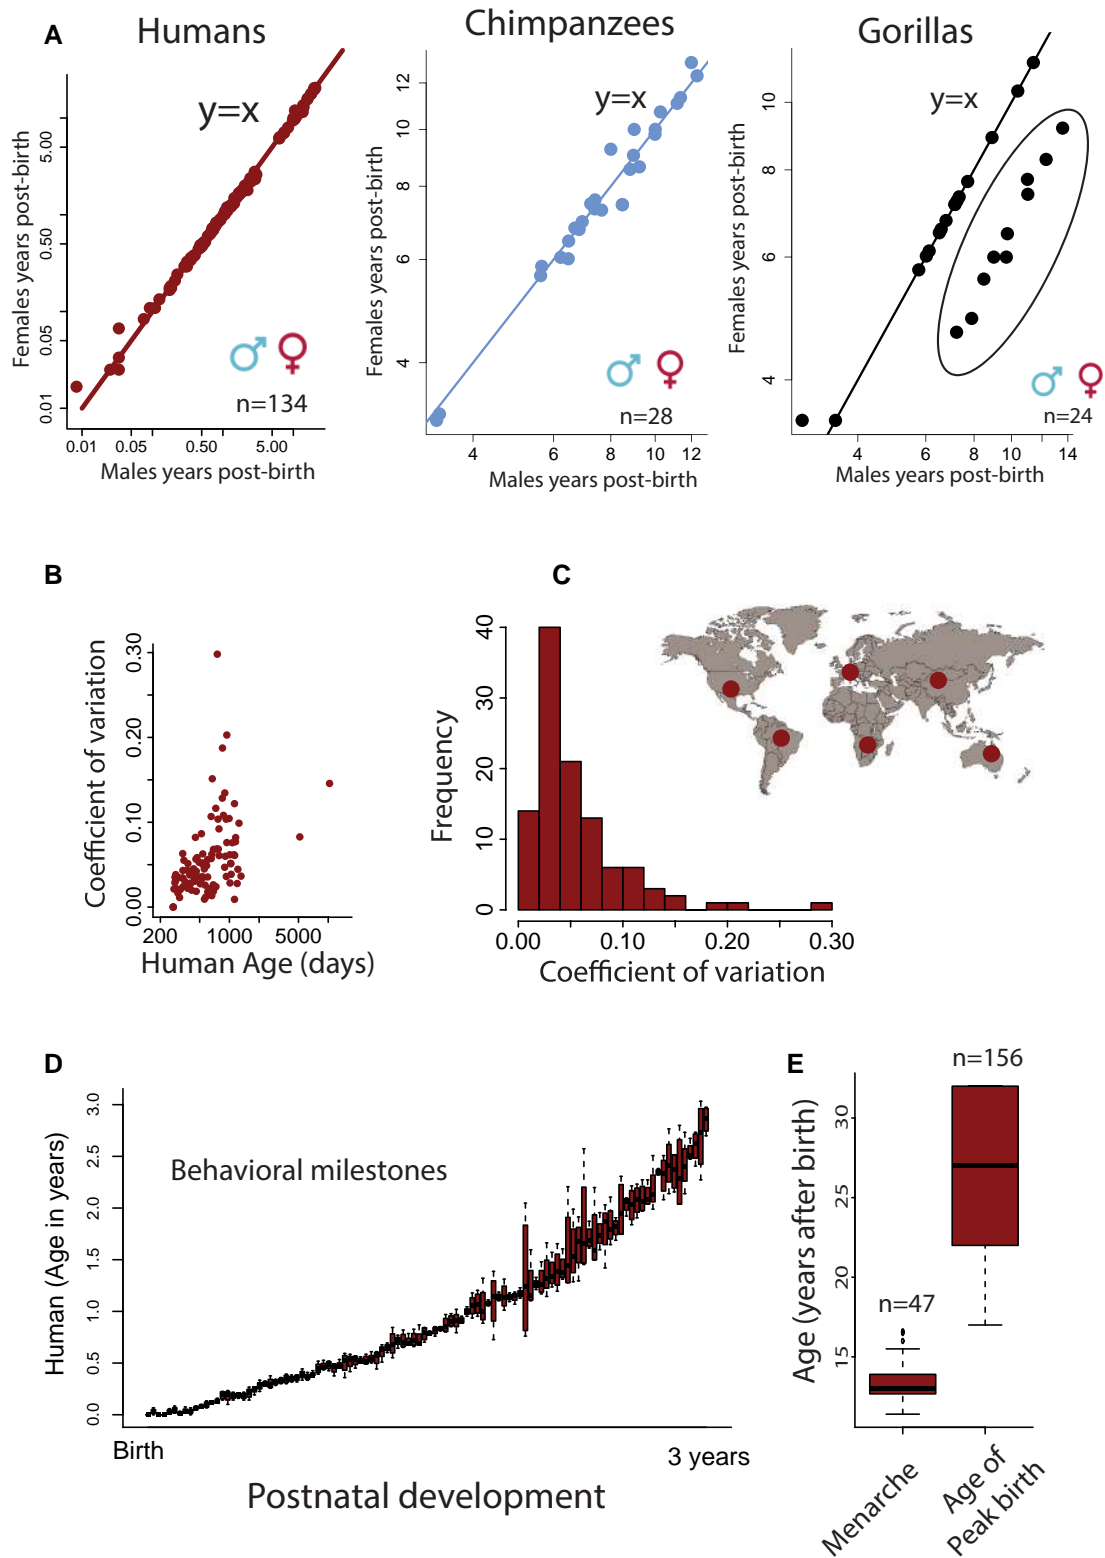 A
Humans
Chimpanzees
Gorillas
y=x
y=x
y=x
Females years post-birth
0.01
0.05
0.50
5.00
n=134
0.01
0.05
0.50
5.00
Males years post-birth
Females years post-birth
4
6
8
10
12
n=28
4
6
8
10
12
Males years post-birth
Females years post-birth
4
6
8
10
n=24
4
6
8
10
14
Males years post-birth
B
Coefficient of variation
0.00
0.10
0.20
0.30
200
1000
5000
Human Age (days)
C
Frequency
0
10
20
30
40
0.00
0.10
0.20
0.30
Coefficient of variation
D
Human (Age in years)
0.0
0.5
1.0
1.5
2.0
2.5
3.0
Behavioral milestones
Birth
3 years
Postnatal development
E
Age (years after birth)
15
20
25
30
n=156
n=47
Menarche
Age of
Peak birth